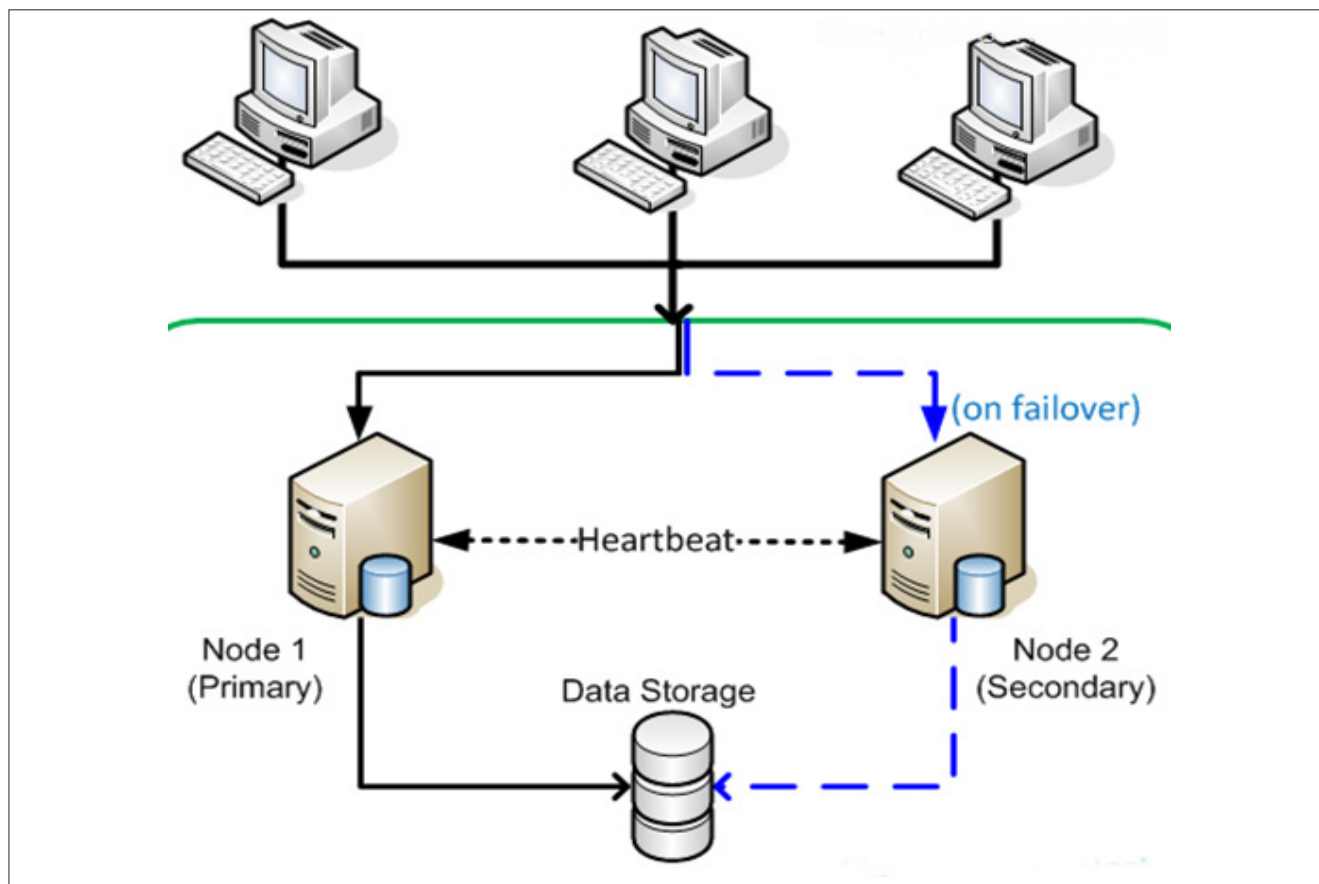 (on failover)
Heartbeat
Node 1
(Primary)
Node 2
(Secondary)
Data Storage